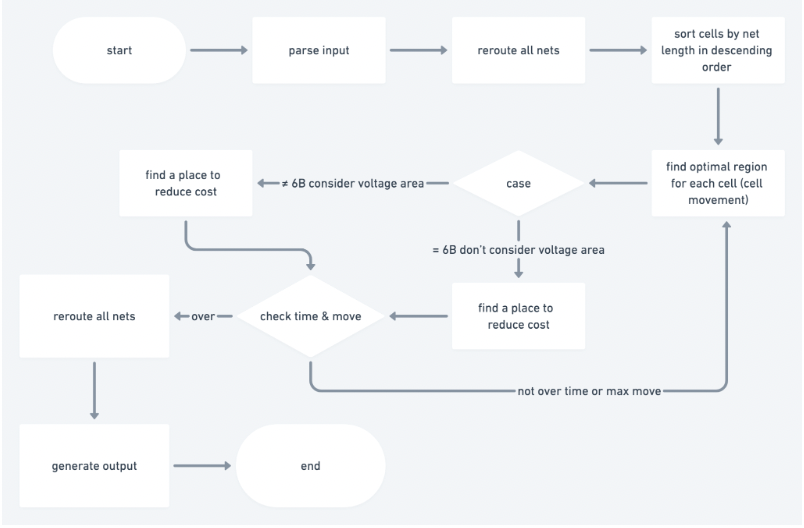 start
parse input
reroute all nets
sort cells by net
length in descending
order
find a place to
reduce cost
≠ 6B consider voltage area
case
find optimal region
for each cell (cell
movement)
= 6B don't consider voltage area
reroute all nets
over
check time & move
find a place to
reduce cost
not over time or max move
generate output
end